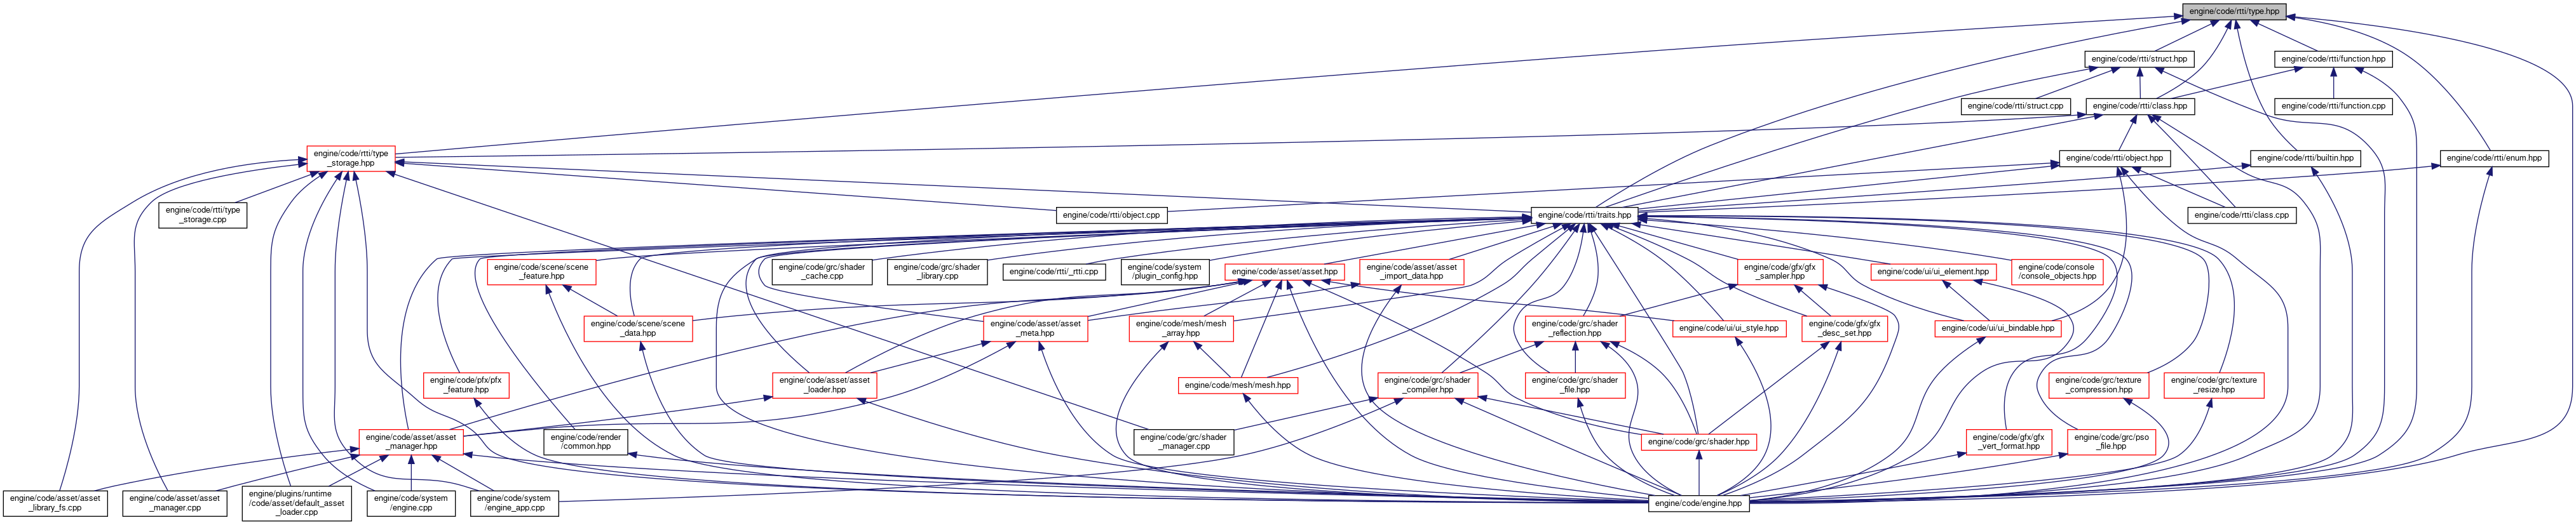 engine/code/rtti/type.hpp
engine/code/rtti/struct.hpp
engine/code/rtti/function.hpp
engine/code/rtti/struct.cpp
engine/code/rtti/class.hpp
engine/code/rtti/function.cpp
engine/code/rtti/type
_storage.hpp
engine/code/rtti/object.hpp
engine/code/rtti/builtin.hpp
engine/code/rtti/enum.hpp
engine/code/rtti/type
_storage.cpp
engine/code/rtti/object.cpp
engine/code/rtti/traits.hpp
engine/code/rtti/class.cpp
engine/code/scene/scene
_feature.hpp
engine/code/grc/shader
_cache.cpp
engine/code/grc/shader
_library.cpp
engine/code/rtti/_rtti.cpp
engine/code/system
/plugin_config.hpp
engine/code/asset/asset.hpp
engine/code/asset/asset
_import_data.hpp
engine/code/gfx/gfx
_sampler.hpp
engine/code/ui/ui_element.hpp
engine/code/console
/console_objects.hpp
engine/code/scene/scene
_data.hpp
engine/code/asset/asset
_meta.hpp
engine/code/mesh/mesh
_array.hpp
engine/code/grc/shader
_reflection.hpp
engine/code/ui/ui_style.hpp
engine/code/gfx/gfx
_desc_set.hpp
engine/code/ui/ui_bindable.hpp
engine/code/pfx/pfx
_feature.hpp
engine/code/asset/asset
_loader.hpp
engine/code/mesh/mesh.hpp
engine/code/grc/shader
_compiler.hpp
engine/code/grc/shader
_file.hpp
engine/code/grc/texture
_compression.hpp
engine/code/grc/texture
_resize.hpp
engine/code/asset/asset
_manager.hpp
engine/code/render
/common.hpp
engine/code/grc/shader
_manager.cpp
engine/code/grc/shader.hpp
engine/code/gfx/gfx
_vert_format.hpp
engine/code/grc/pso
_file.hpp
engine/code/asset/asset
_library_fs.cpp
engine/code/asset/asset
_manager.cpp
engine/plugins/runtime
/code/asset/default_asset
_loader.cpp
engine/code/system
/engine.cpp
engine/code/system
/engine_app.cpp
engine/code/engine.hpp